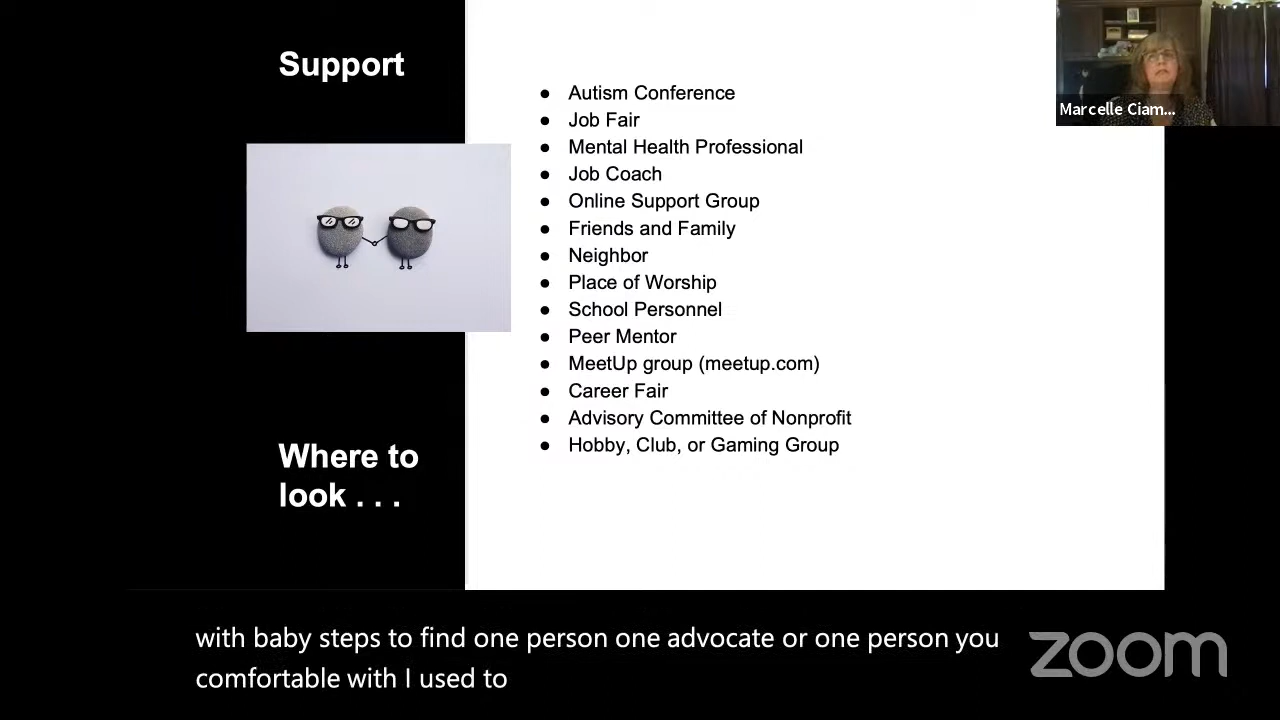 Support
Where to
look . . .
● Autism Conference
● Job Fair
● Mental Health Professional
● Job Coach
● Online Support Group
● Friends and Family
● Neighbor
● Place of Worship
● School Personnel
● Peer Mentor
● MeetUp group (meetup.com)
● Career Fair
● Advisory Committee of Nonprofit
● Hobby, Club, or Gaming Group
Marcelle Ciam...
with baby steps to find one person one advocate or one person you
comfortable with I used to
zoom